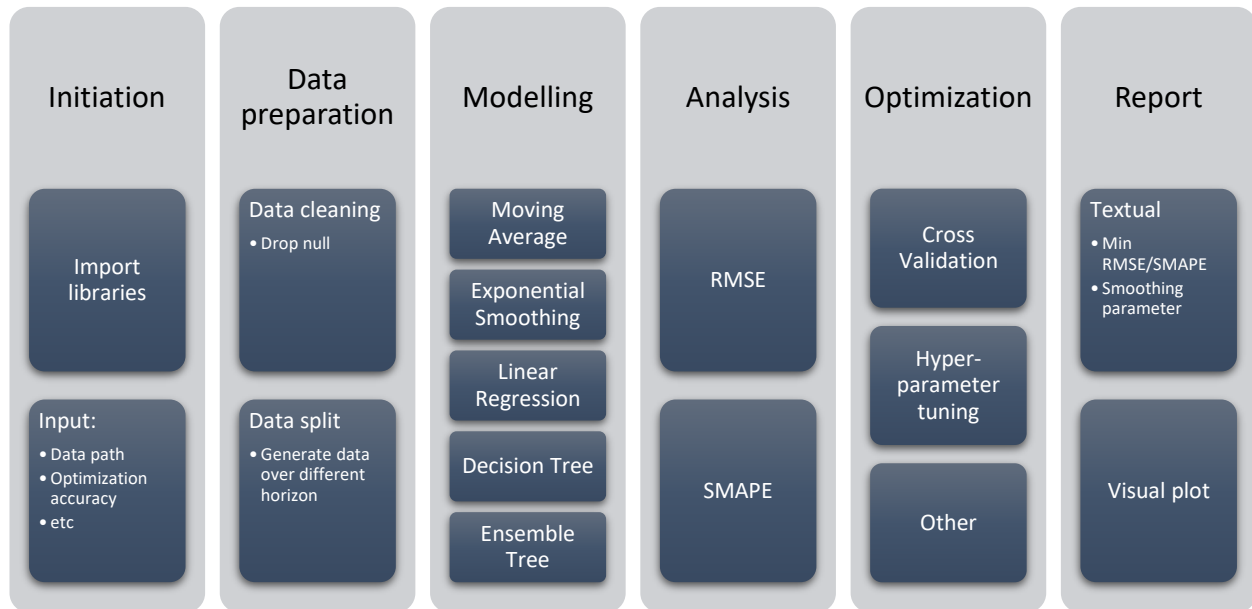 Initiation
Import
libraries
Input:
• Data path
• Optimization
accuracy
• etc
Data
preparation
Data cleaning
• Drop null
Data split
• Generate data
over different
horizon
Modelling
Moving
Average
Exponential
Smoothing
Linear
Regression
Decision Tree
Ensemble
Tree
Analysis
RMSE
SMAPE
Optimization
Cross
Validation
Hyper-
parameter
tuning
Other
Report
Textual
• Min
RMSE/SMAPE
• Smoothing
parameter
Visual plot